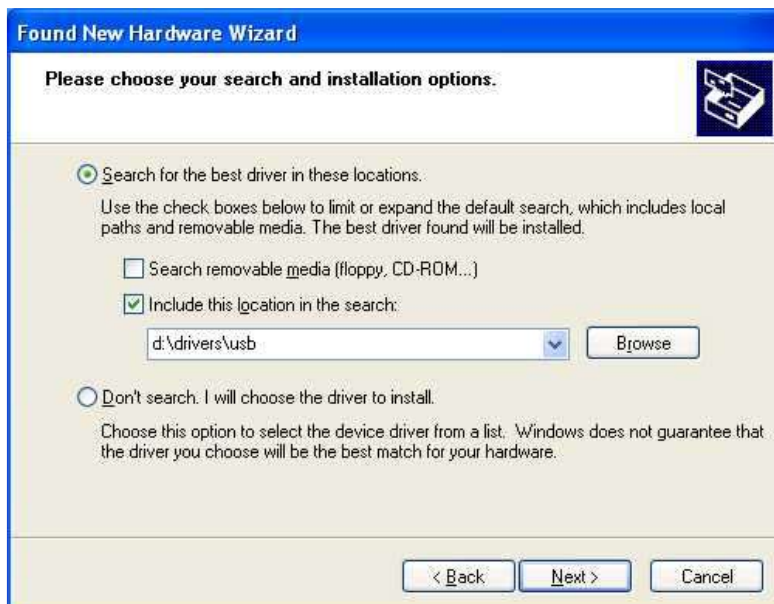 Found New Hardware Wizard
Please choose your search and installation options.
Search for the best driver in these locations.
Use the check boxes below to limit or expand the default search, which includes local
paths and removable media. The best driver found will be installed.
Search removable media (floppy, CD-ROM...)
Include this location in the search:
d:\drivers\usb
Browse
Don't search. I will choose the driver to install.
Choose this option to select the device driver from a list. Windows does not guarantee that
the driver you choose will be the best match for your hardware.
< Back
Next >
Cancel